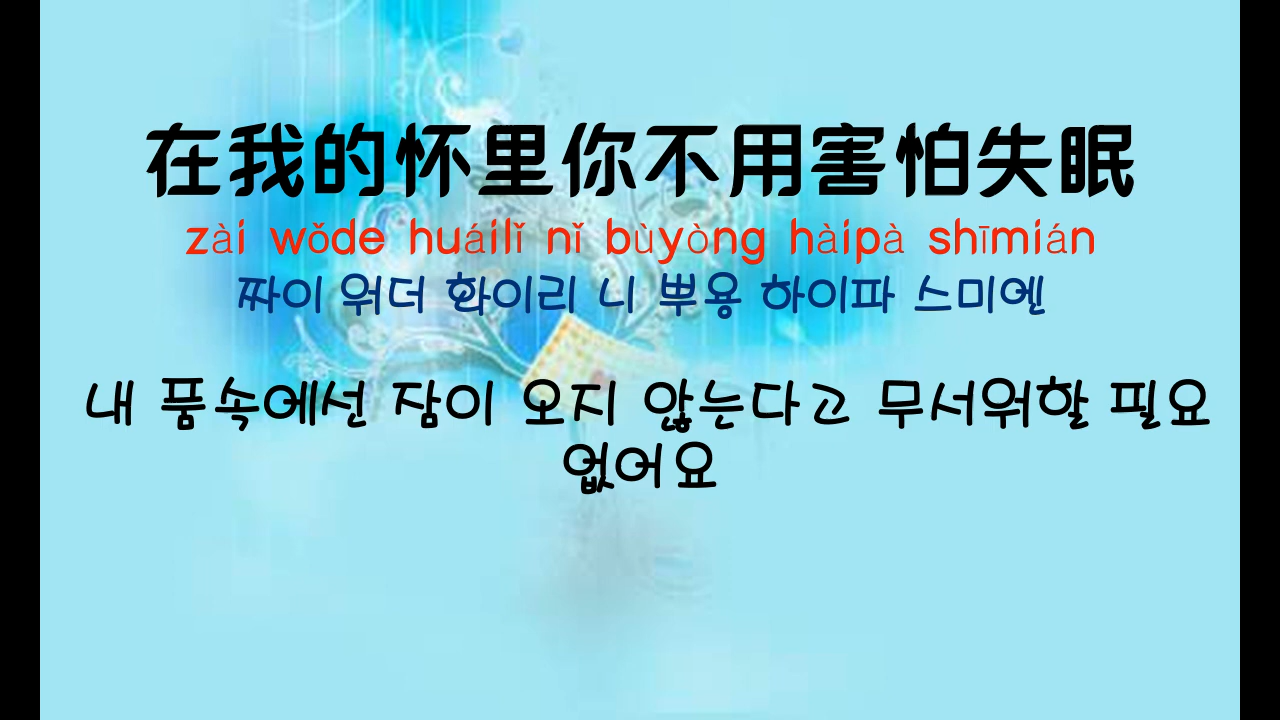 在我的怀里你不用害怕失眠
zài wǒde huáilǐ nǐ bùyòng hàipà shīmián
짜이 워더 화이리 니 뿌용 하이파 스미엔
내 품속에선 잠이 오지 않는다고 무서워할 필요
없어요